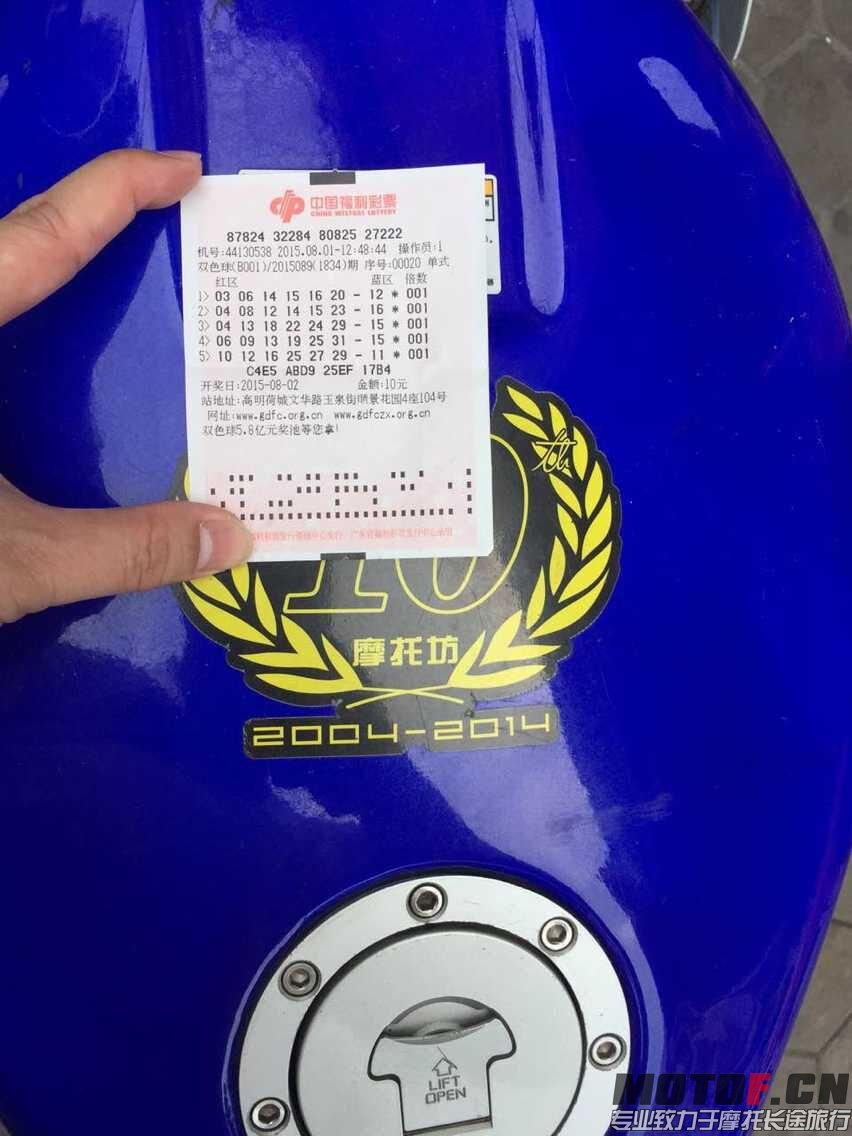 中国福利彩票
CHINA WELFARE LOTTERY
87824 32284 80825 27222
机号:44130538 2015.08.01-12:48:44 操作员:1
双色球(B001)/2015089(1834)期 序号:00020 单式
红区 蓝区 倍数
1> 03 06 14 15 16 20 - 12 * 001
2> 04 08 12 14 15 23 - 16 * 001
3> 04 13 18 22 24 29 - 15 * 001
4> 06 09 13 19 25 31 - 15 * 001
5> 10 12 16 25 27 29 - 11 * 001
C4E5 ABD9 25EF 17B4
开奖日:2015-08-02 金额:10元
站地址:高明荷城文华路玉泉街颂景花园4座104号
网址:www.gdfc.org.cn www.gdfczx.org.cn
双色球5.8亿元奖池等您拿!
10th
摩托坊
2004-2014
LIFT
OPEN
MOTOF.CN
专业致力于摩托长途旅行